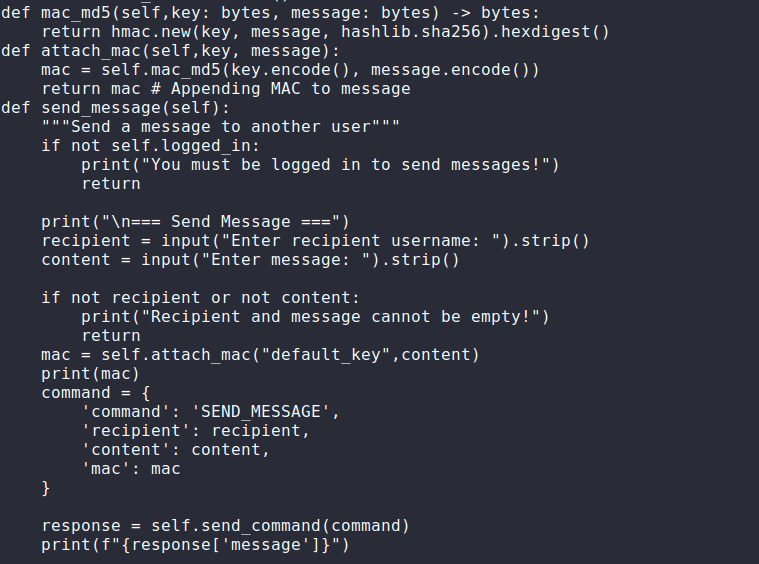 def mac_md5(self,key: bytes, message: bytes) -> bytes:
    return hmac.new(key, message, hashlib.sha256).hexdigest()
def attach_mac(self,key, message):
    mac = self.mac_md5(key.encode(), message.encode())
    return mac # Appending MAC to message
def send_message(self):
    """Send a message to another user"""
    if not self.logged_in:
        print("You must be logged in to send messages!")
        return

    print("\n=== Send Message ===")
    recipient = input("Enter recipient username: ").strip()
    content = input("Enter message: ").strip()

    if not recipient or not content:
        print("Recipient and message cannot be empty!")
        return
    mac = self.attach_mac("default_key",content)
    print(mac)
    command = {
        'command': 'SEND_MESSAGE',
        'recipient': recipient,
        'content': content,
        'mac': mac
    }

    response = self.send_command(command)
    print(f"{response['message']}")